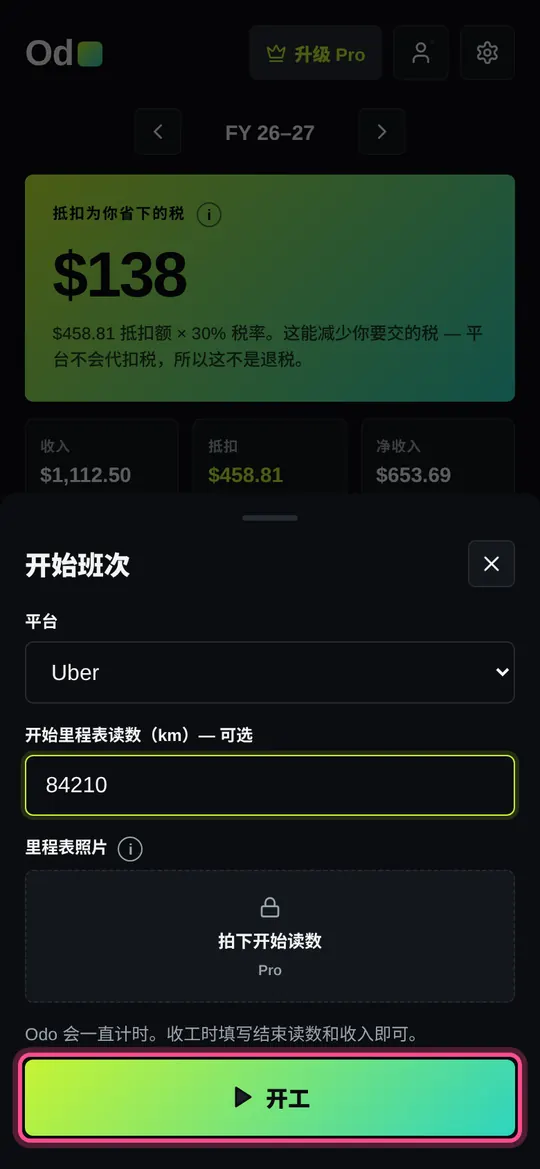 Od
升级 Pro
FY 26–27
抵扣为你省下的税
$138
$458.81 抵扣额 × 30% 税率。这能减少你要交的税 — 平
台不会代扣税，所以这不是退税。
收入
抵扣
净收入
$1,112.50
$458.81
$653.69
开始班次
平台
Uber
开始里程表读数（km）— 可选
84210
里程表照片
拍下开始读数
Pro
Odo 会一直计时。收工时填写结束读数和收入即可。
开工